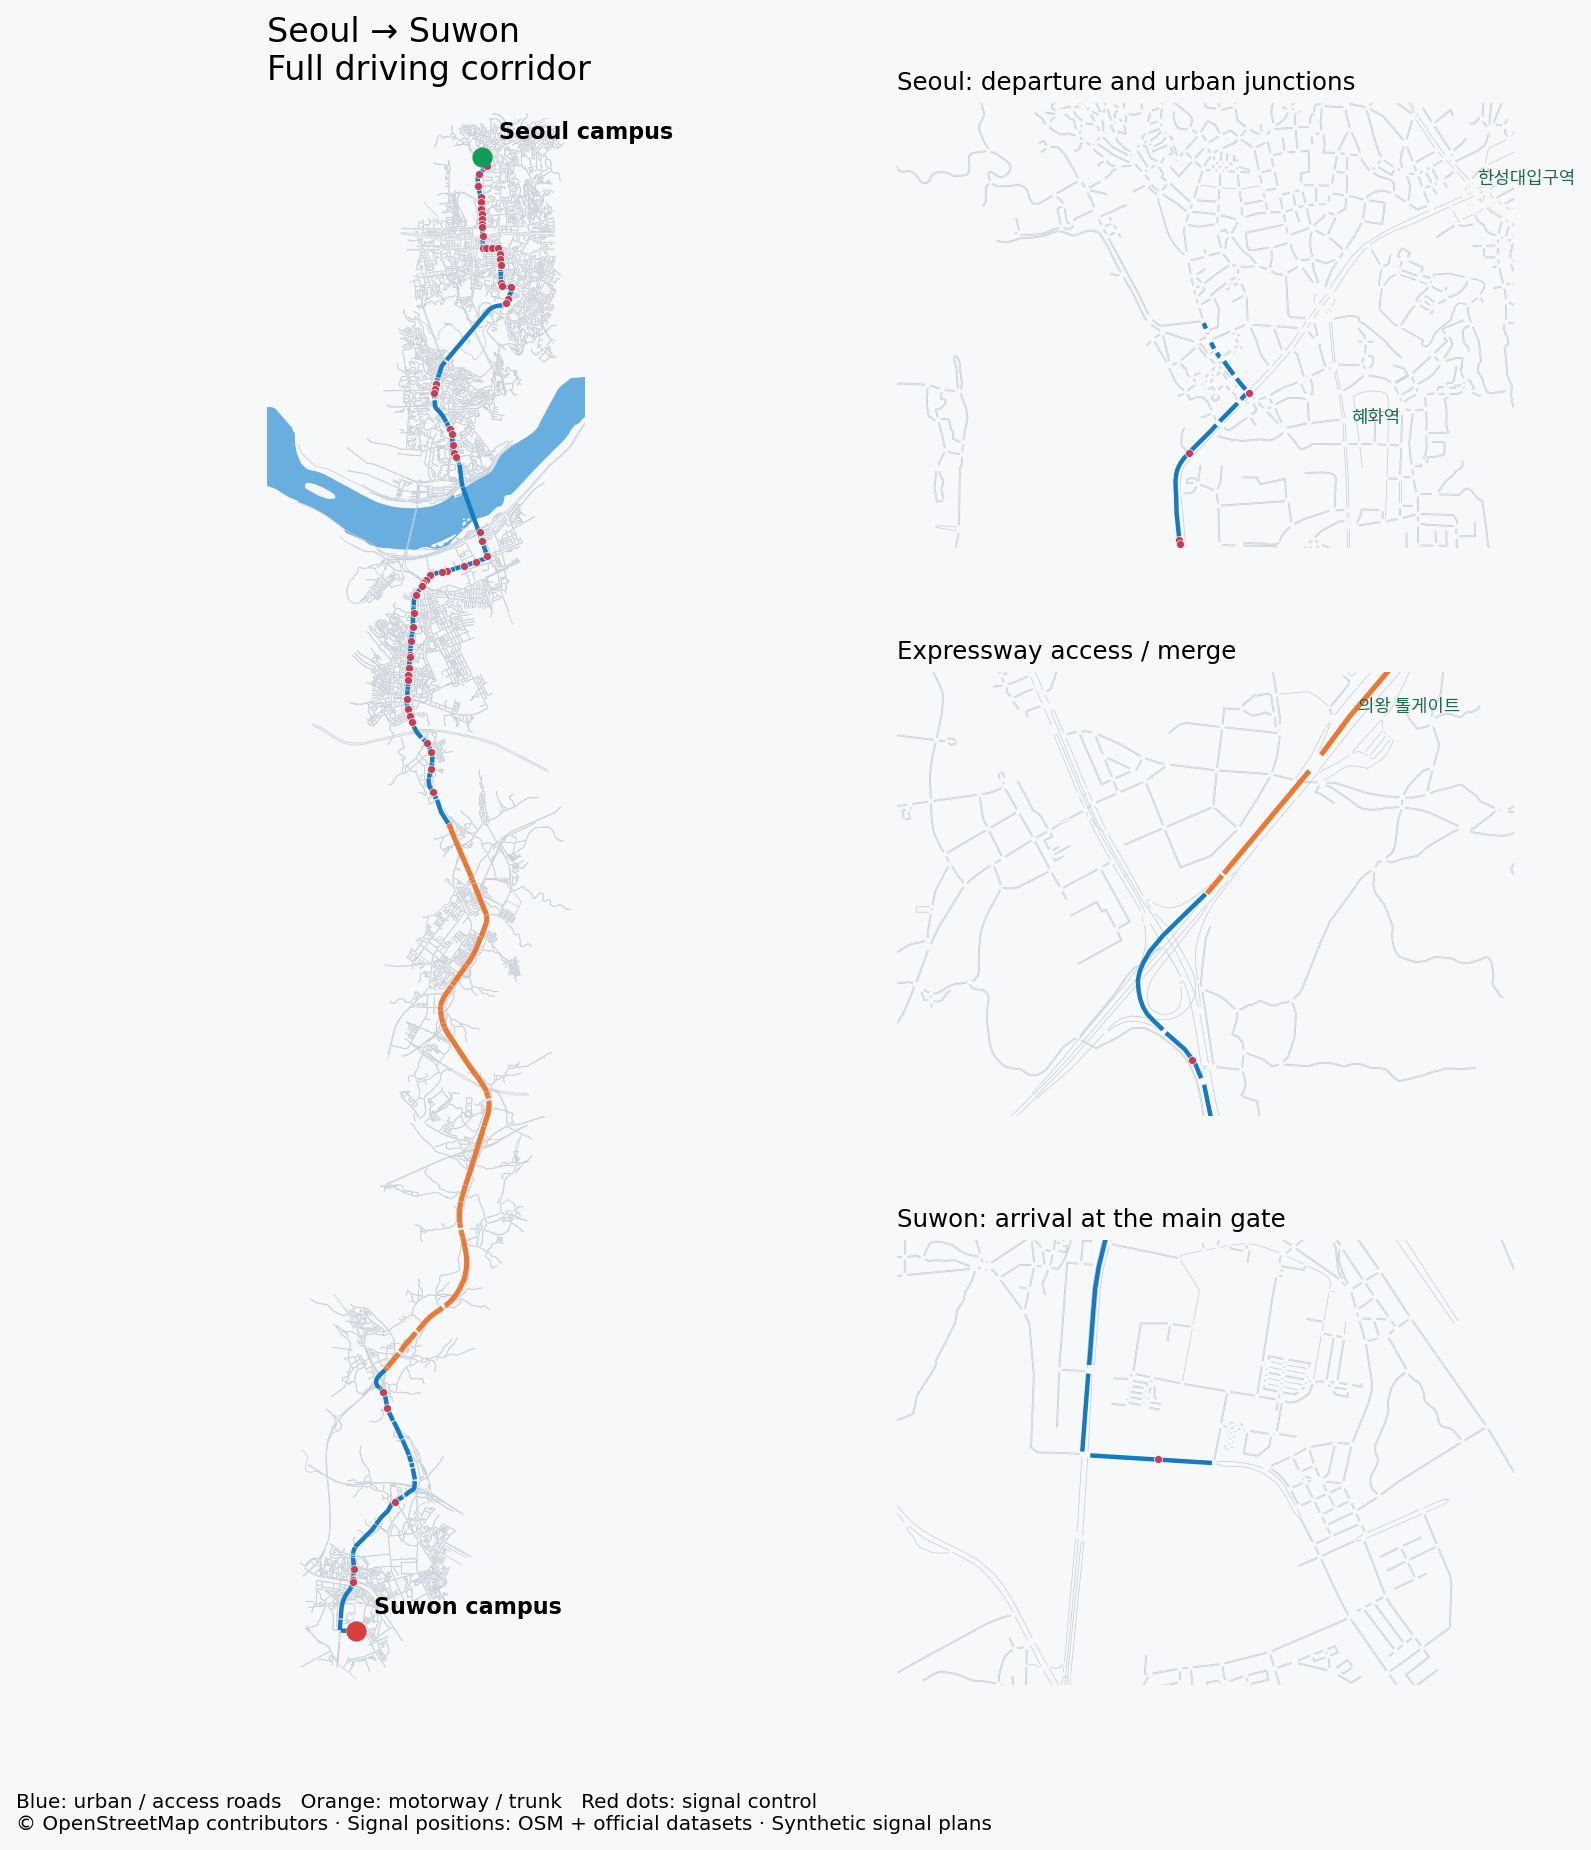 Seoul → Suwon
Full driving corridor
Seoul campus
Suwon campus
Seoul: departure and urban junctions
한성대입구역
혜화역
Expressway access / merge
의왕 톨게이트
Suwon: arrival at the main gate
Blue: urban / access roads   Orange: motorway / trunk   Red dots: signal control
© OpenStreetMap contributors · Signal positions: OSM + official datasets · Synthetic signal plans